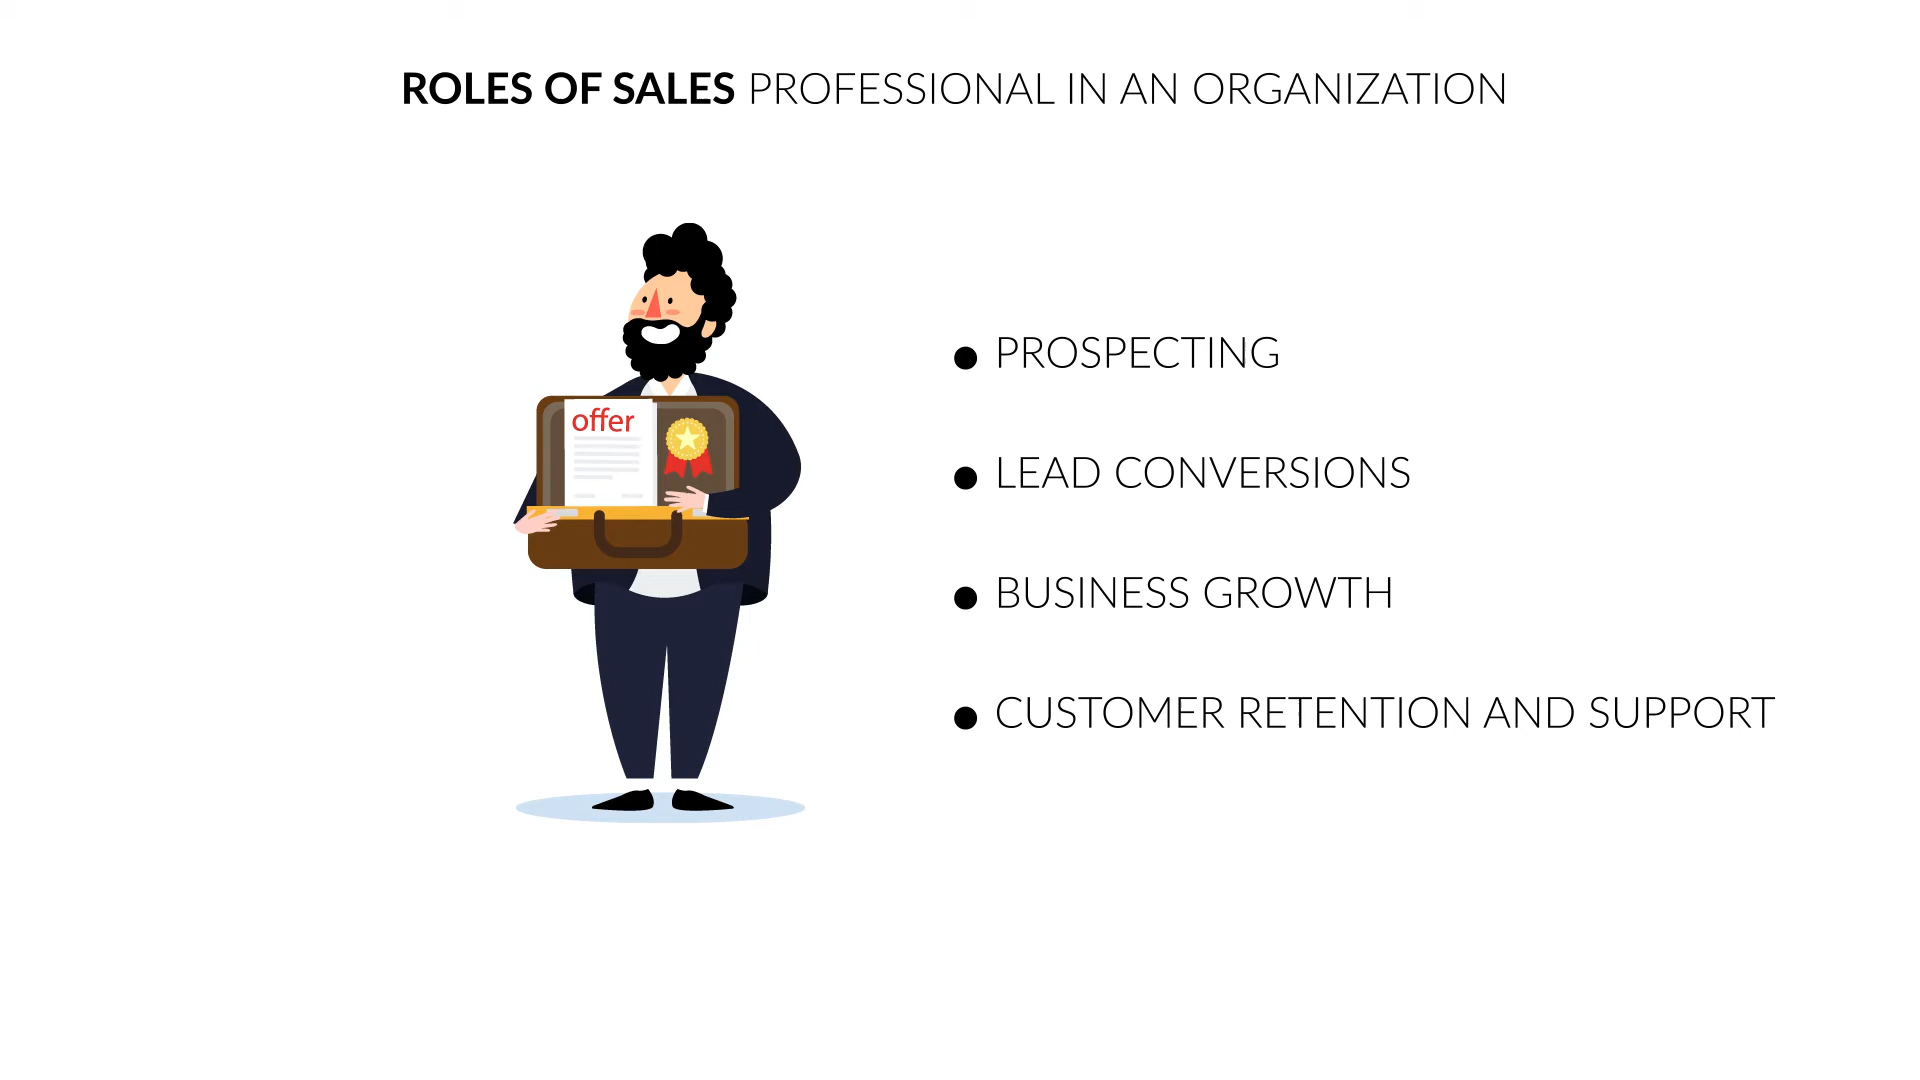 ROLES OF SALES PROFESSIONAL IN AN ORGANIZATION
offer
● PROSPECTING
● LEAD CONVERSIONS
● BUSINESS GROWTH
● CUSTOMER RETENTION AND SUPPORT